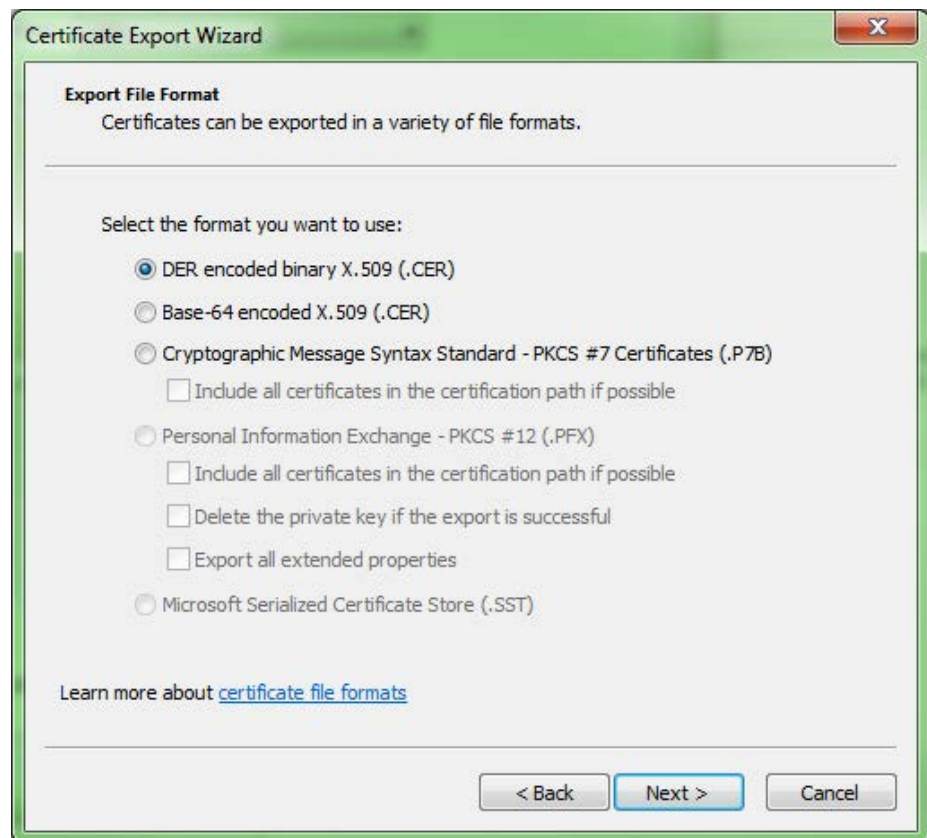 Certificate Export Wizard
Export File Format
Certificates can be exported in a variety of file formats.
Select the format you want to use:
DER encoded binary X.509 (.CER)
Base-64 encoded X.509 (.CER)
Cryptographic Message Syntax Standard - PKCS #7 Certificates (.P7B)
Include all certificates in the certification path if possible
Personal Information Exchange - PKCS #12 (.PFX)
Include all certificates in the certification path if possible
Delete the private key if the export is successful
Export all extended properties
Microsoft Serialized Certificate Store (.SST)
Learn more about certificate file formats
< Back Next > Cancel